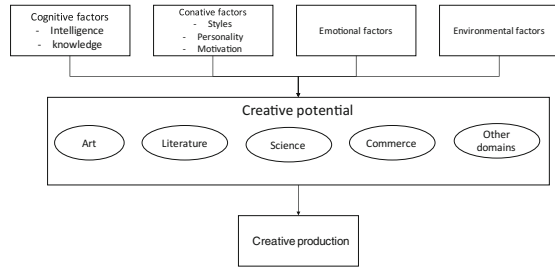 Cognitive factors
- Intelligence
- knowledge
Conative factors
- Styles
- Personality
- Motivation
Emotional factors
Environmental factors
Creative potential
Art
Literature
Science
Commerce
Other
domains
Creative production